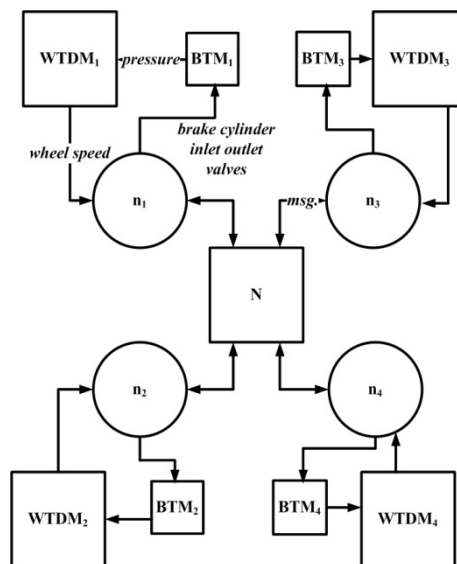 WTDM₁
pressure
BTM₁
BTM₃
WTDM₃
wheel speed
brake cylinder
inlet outlet
valves
n₁
msg.
n₃
N
n₂
n₄
WTDM₂
BTM₂
BTM₄
WTDM₄